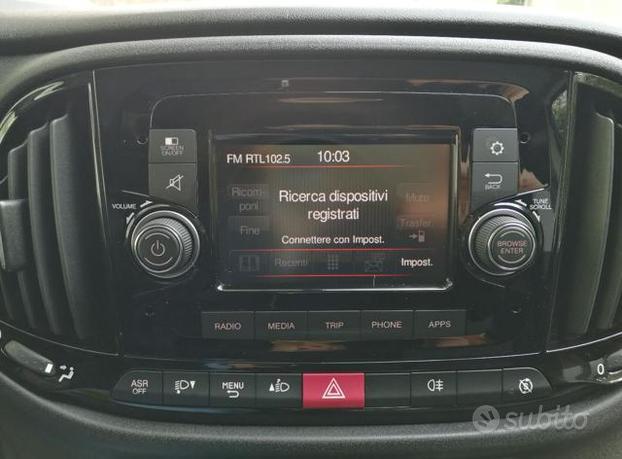 FM RTL102.5 10:03
SCREEN ON/OFF
BACK
Ricom-
poni
Ricerca dispositivi
registrati
Muto
VOLUME
TUNE
SCROLL
Fine
Trasfer.
Connettere con Impost.
BROWSE
ENTER
Recenti
Impost.
RADIO MEDIA TRIP PHONE APPS
ASR
OFF
MENU
0
subito